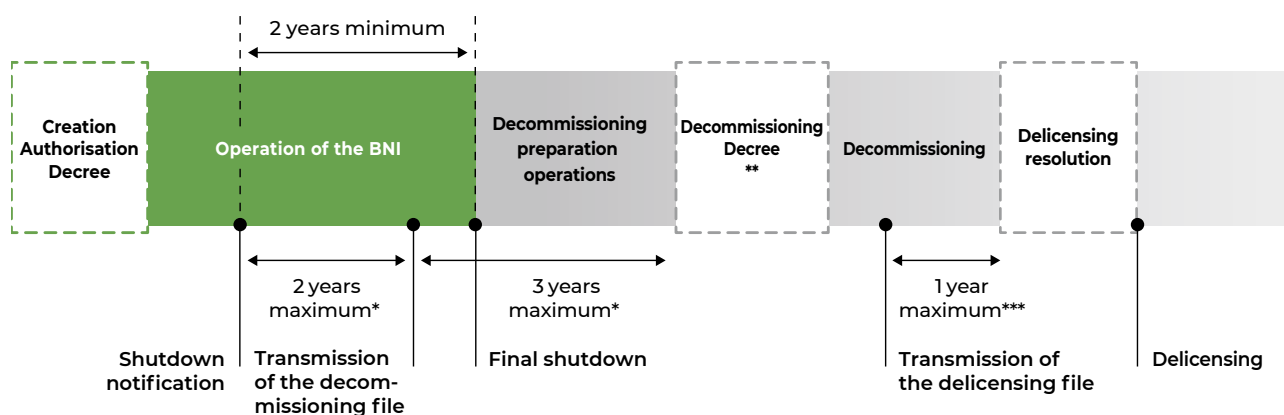 2 years minimum
Creation
Authorisation
Decree
Operation of the BNI
Decommissioning
preparation
operations
Decommissioning
Decree
**
Decommissioning
Delicensing
resolution
2 years
maximum*
3 years
maximum*
1 year
maximum***
Shutdown
notification
Transmission
of the decom-
missioning file
Final shutdown
Transmission of
the delicensing file
Delicensing